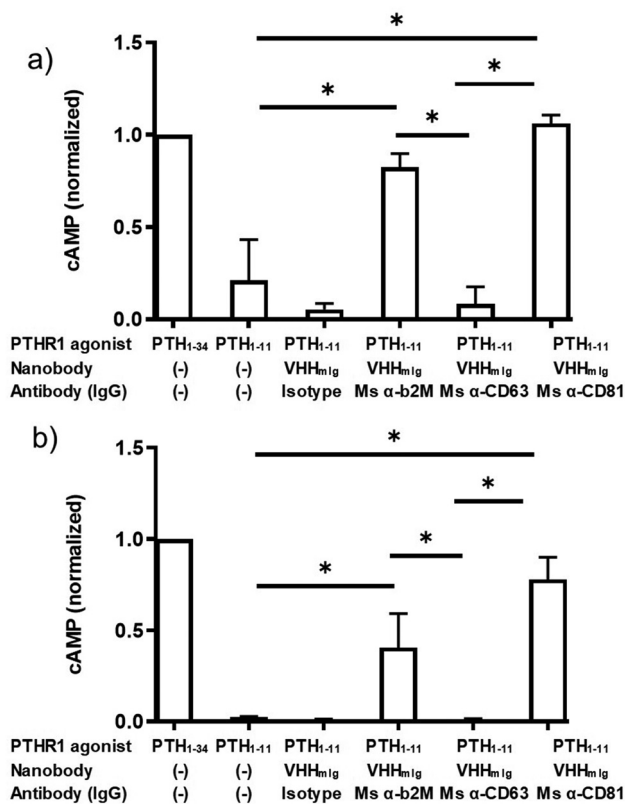 a)
*
*
*
*
1.5
1.0
0.5
0.0
cAMP (normalized)
PTHR1 agonist PTH1-34 PTH1-11 PTH1-11 PTH1-11 PTH1-11 PTH1-11
Nanobody (-) (-) VHHmIg VHHmIg VHHmIg VHHmIg
Antibody (IgG) (-) (-) Isotype Ms α-b2M Ms α-CD63 Ms α-CD81
b)
*
*
*
*
1.5
1.0
0.5
0.0
cAMP (normalized)
PTHR1 agonist PTH1-34 PTH1-11 PTH1-11 PTH1-11 PTH1-11 PTH1-11
Nanobody (-) (-) VHHmIg VHHmIg VHHmIg VHHmIg
Antibody (IgG) (-) (-) Isotype Ms α-b2M Ms α-CD63 Ms α-CD81